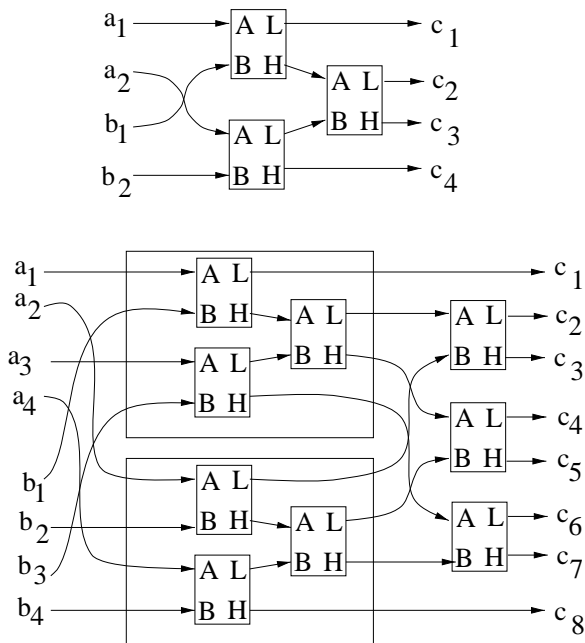 a1 A L c1
B H
a2 A L c2
b1 B H c3
A L
b2 B H c4
a1 A L c1
a2 B H A L A L c2
B H B H c3
a3 A L
a4 B H A L c4
b1 B H c5
A L
b2 B H A L A L c6
b3 B H B H c7
A L
b4 B H c8